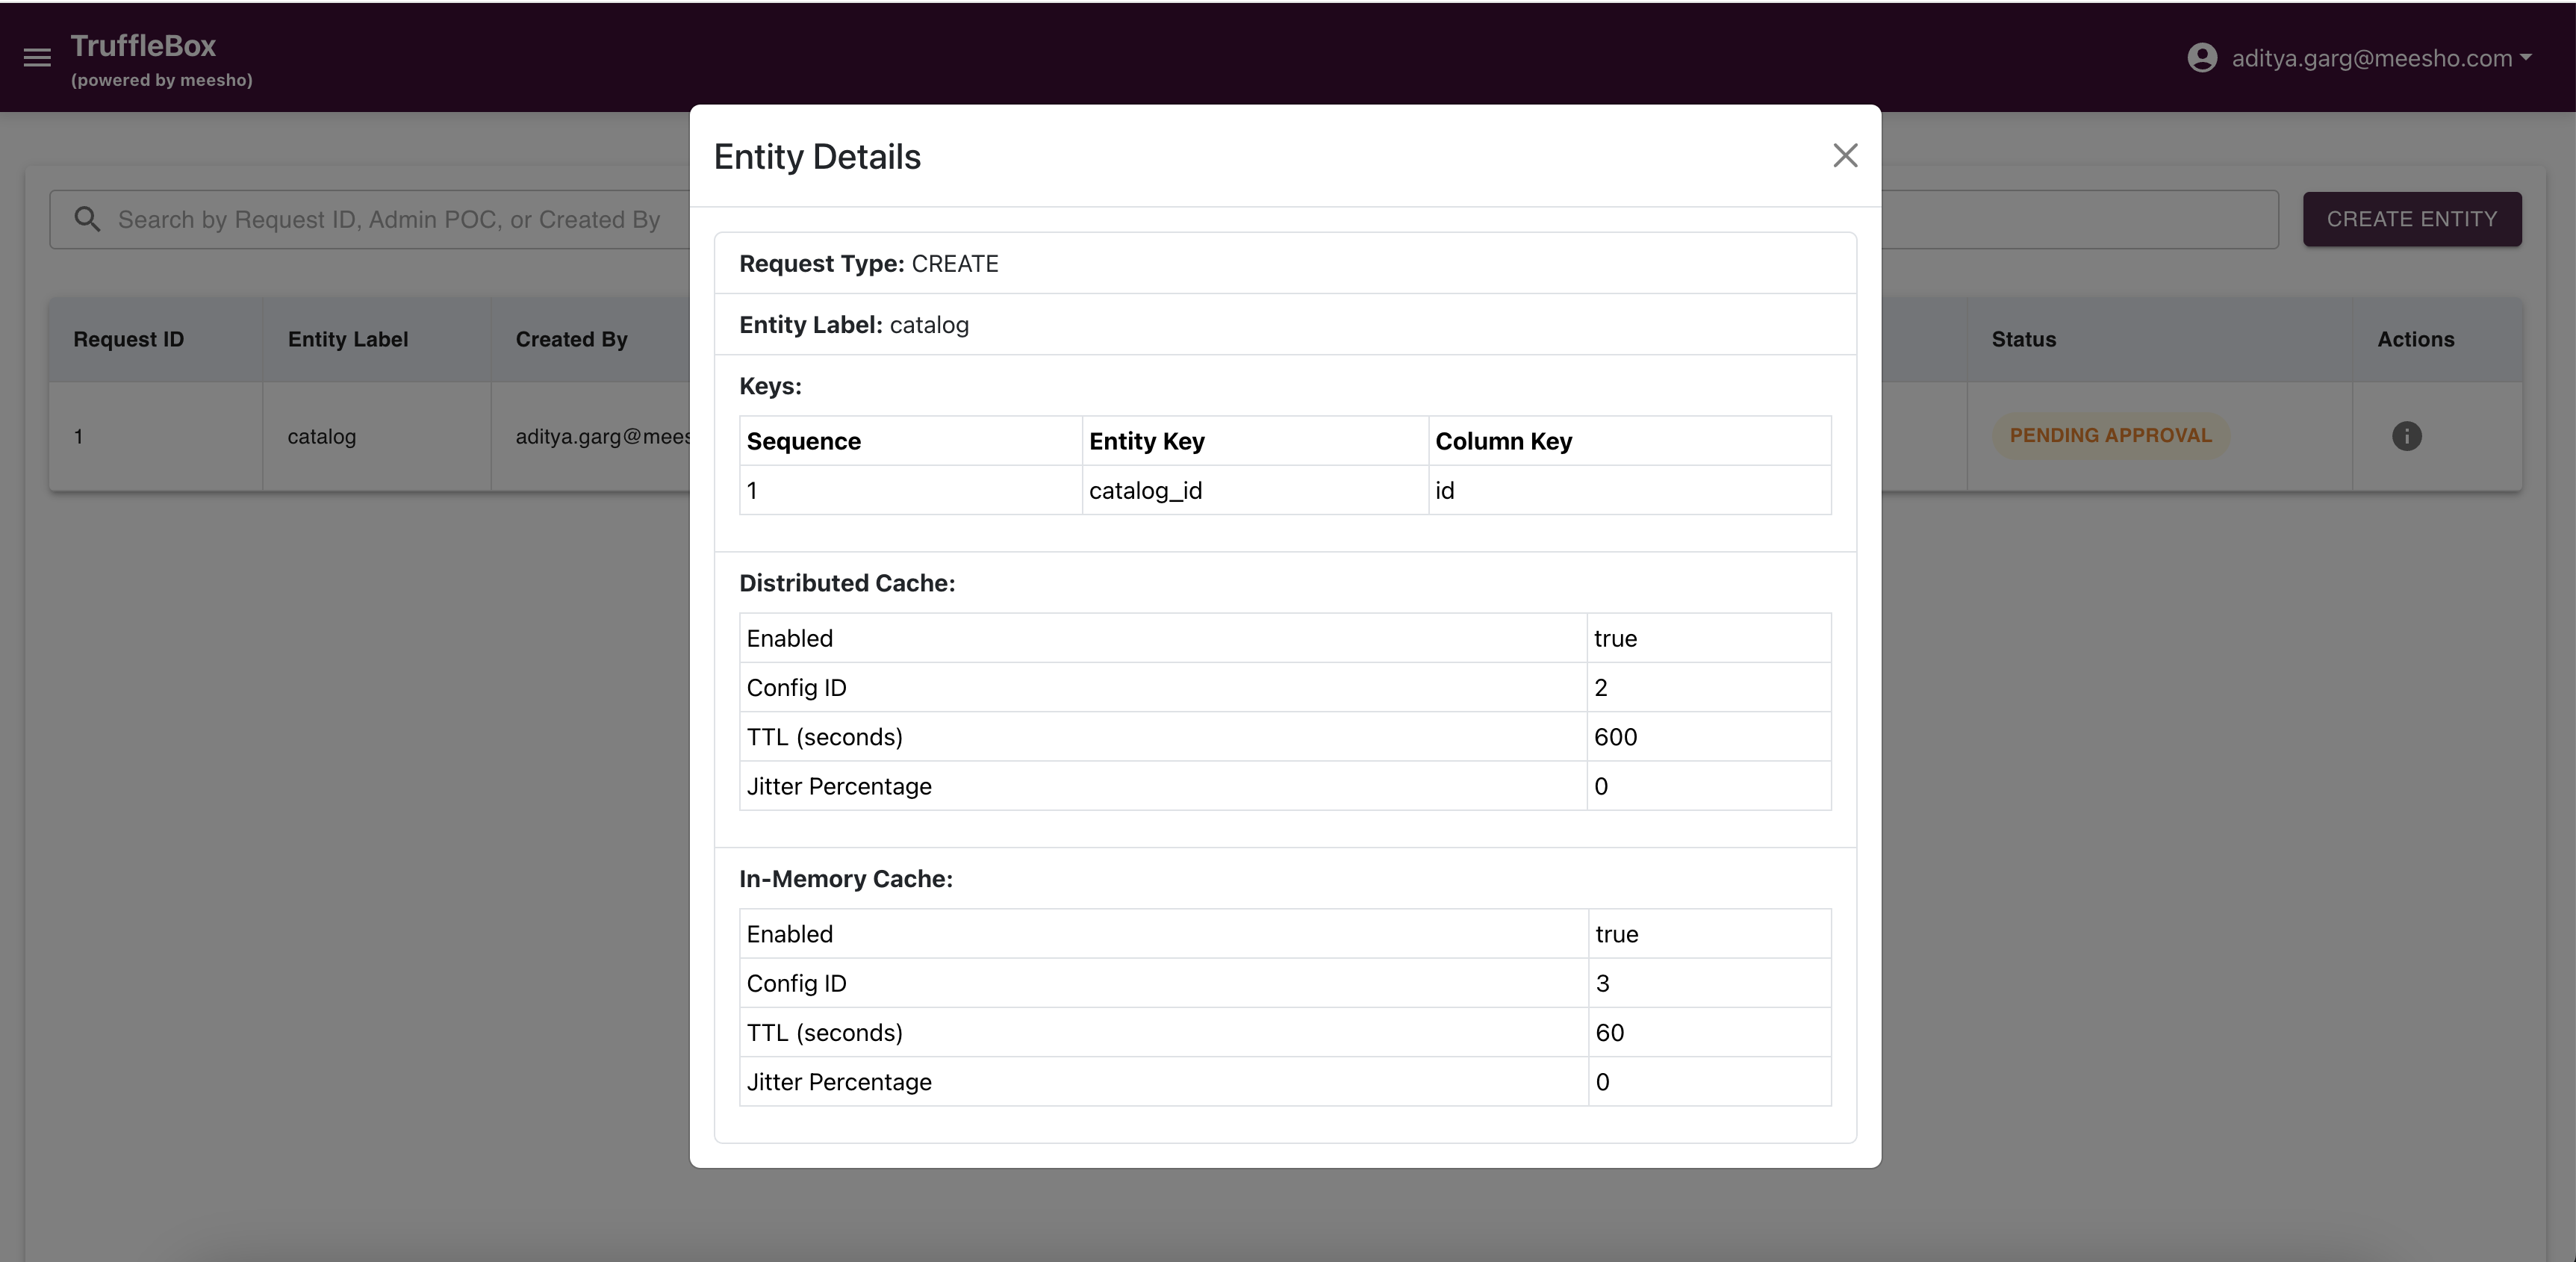 TruffleBox
(powered by meesho)
aditya.garg@meesho.com
Entity Details
Search by Request ID, Admin POC, or Created By
CREATE ENTITY
Request Type: CREATE
Entity Label: catalog
Request ID Entity Label Created By Status Actions
1 catalog aditya.garg@mees PENDING APPROVAL
Keys:
Sequence Entity Key Column Key
1 catalog_id id
Distributed Cache:
Enabled true
Config ID 2
TTL (seconds) 600
Jitter Percentage 0
In-Memory Cache:
Enabled true
Config ID 3
TTL (seconds) 60
Jitter Percentage 0